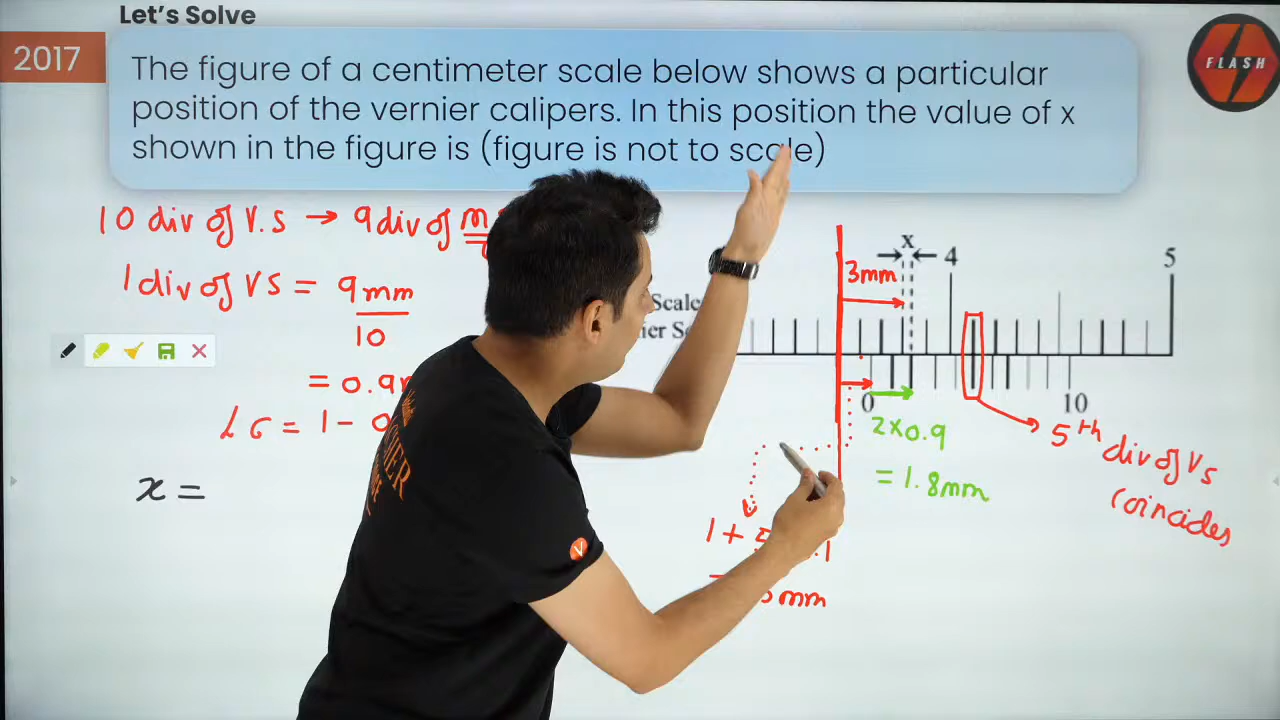 Let's Solve
2017
The figure of a centimeter scale below shows a particular
position of the vernier calipers. In this position the value of x
shown in the figure is (figure is not to scale)
FLASH
10 div of V.S → 9 div of
1 div of VS = 9mm
10
= 0.9
LC = 1 -
x =
x
4
5
3mm
Scale
0
10
2×0.9
= 1.8mm
5th div of VS
coincides
1 +
mm
V